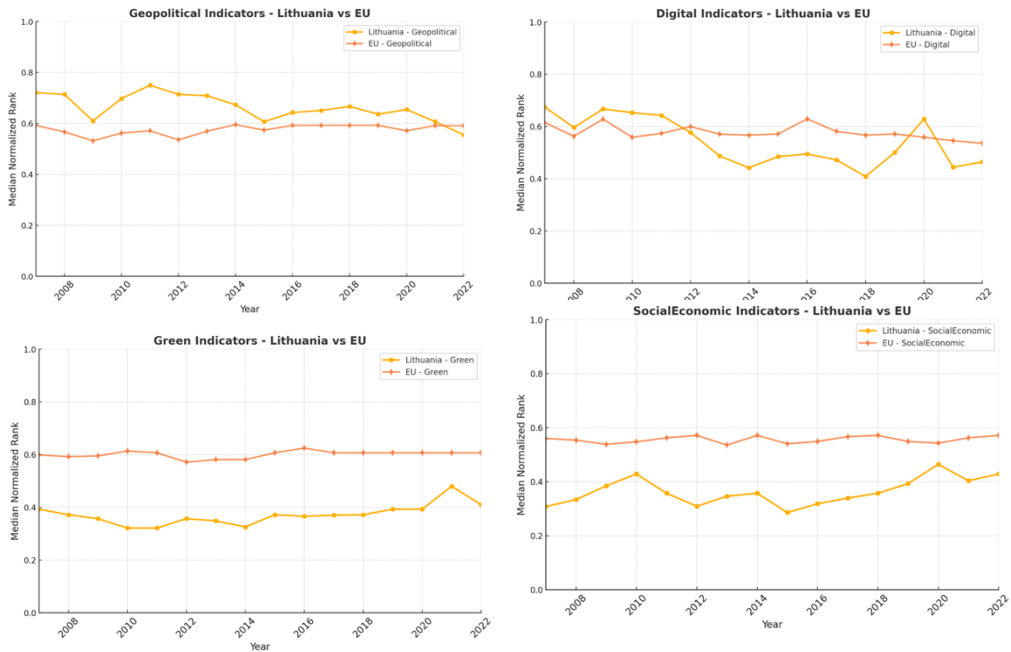 Geopolitical Indicators - Lithuania vs EU
Lithuania - Geopolitical
EU - Geopolitical
Median Normalized Rank
1.0
0.8
0.6
0.4
0.2
0.0
2008
2010
2012
2014
2016
2018
2020
2022
Year
Digital Indicators - Lithuania vs EU
Lithuania - Digital
EU - Digital
Median Normalized Rank
1.0
0.8
0.6
0.4
0.2
0.0
08
010
2012
2014
2016
2018
2020
2022
Green Indicators - Lithuania vs EU
Lithuania - Green
EU - Green
Median Normalized Rank
1.0
0.8
0.6
0.4
0.2
0.0
2008
2010
2012
2014
2016
2018
2020
2022
Year
SocialEconomic Indicators - Lithuania vs EU
Lithuania - SocialEconomic
EU - SocialEconomic
Median Normalized Rank
1.0
0.8
0.6
0.4
0.2
0.0
2008
2010
2012
2014
2016
2018
2020
2022
Year